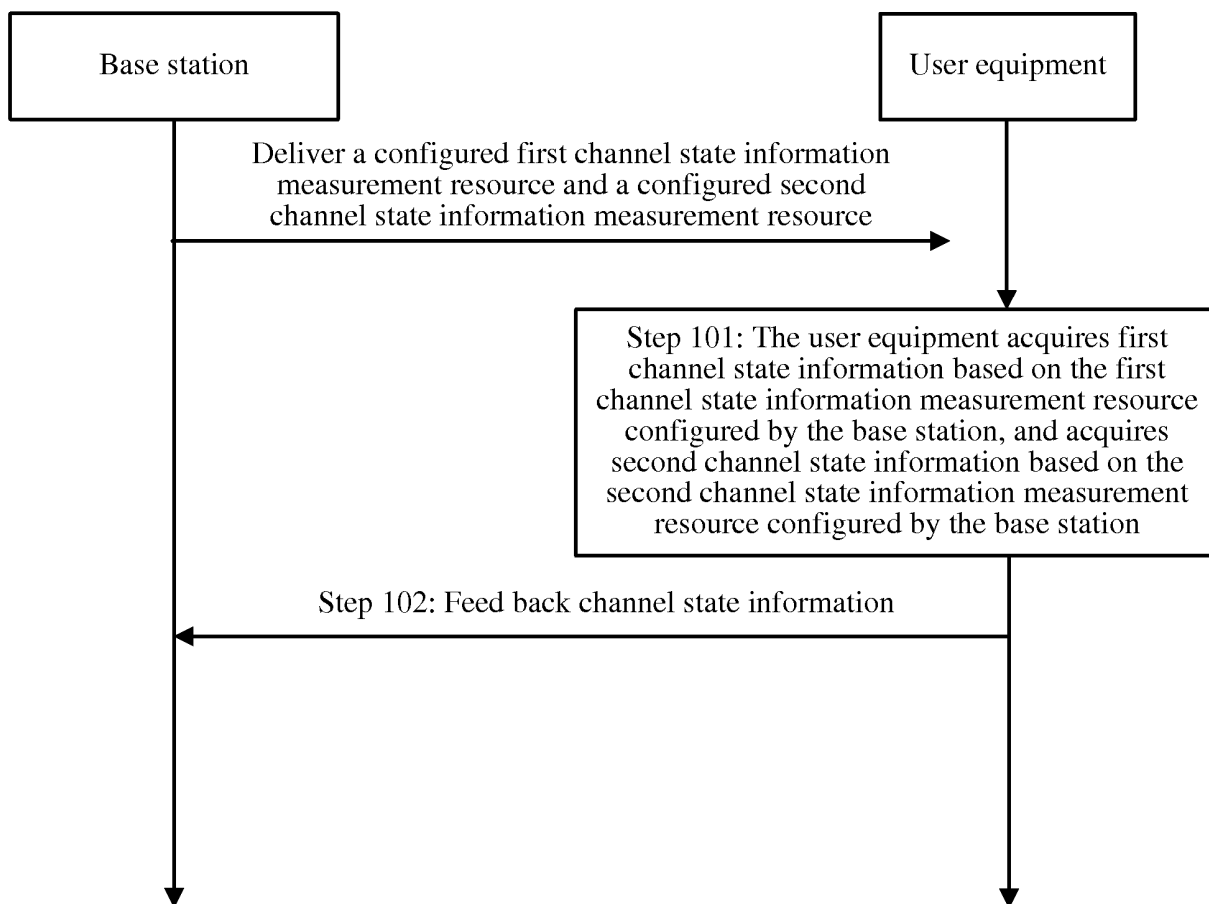 Base station
User equipment
Deliver a configured first channel state information
measurement resource and a configured second
channel state information measurement resource
Step 101: The user equipment acquires first
channel state information based on the first
channel state information measurement resource
configured by the base station, and acquires
second channel state information based on the
second channel state information measurement
resource configured by the base station
Step 102: Feed back channel state information